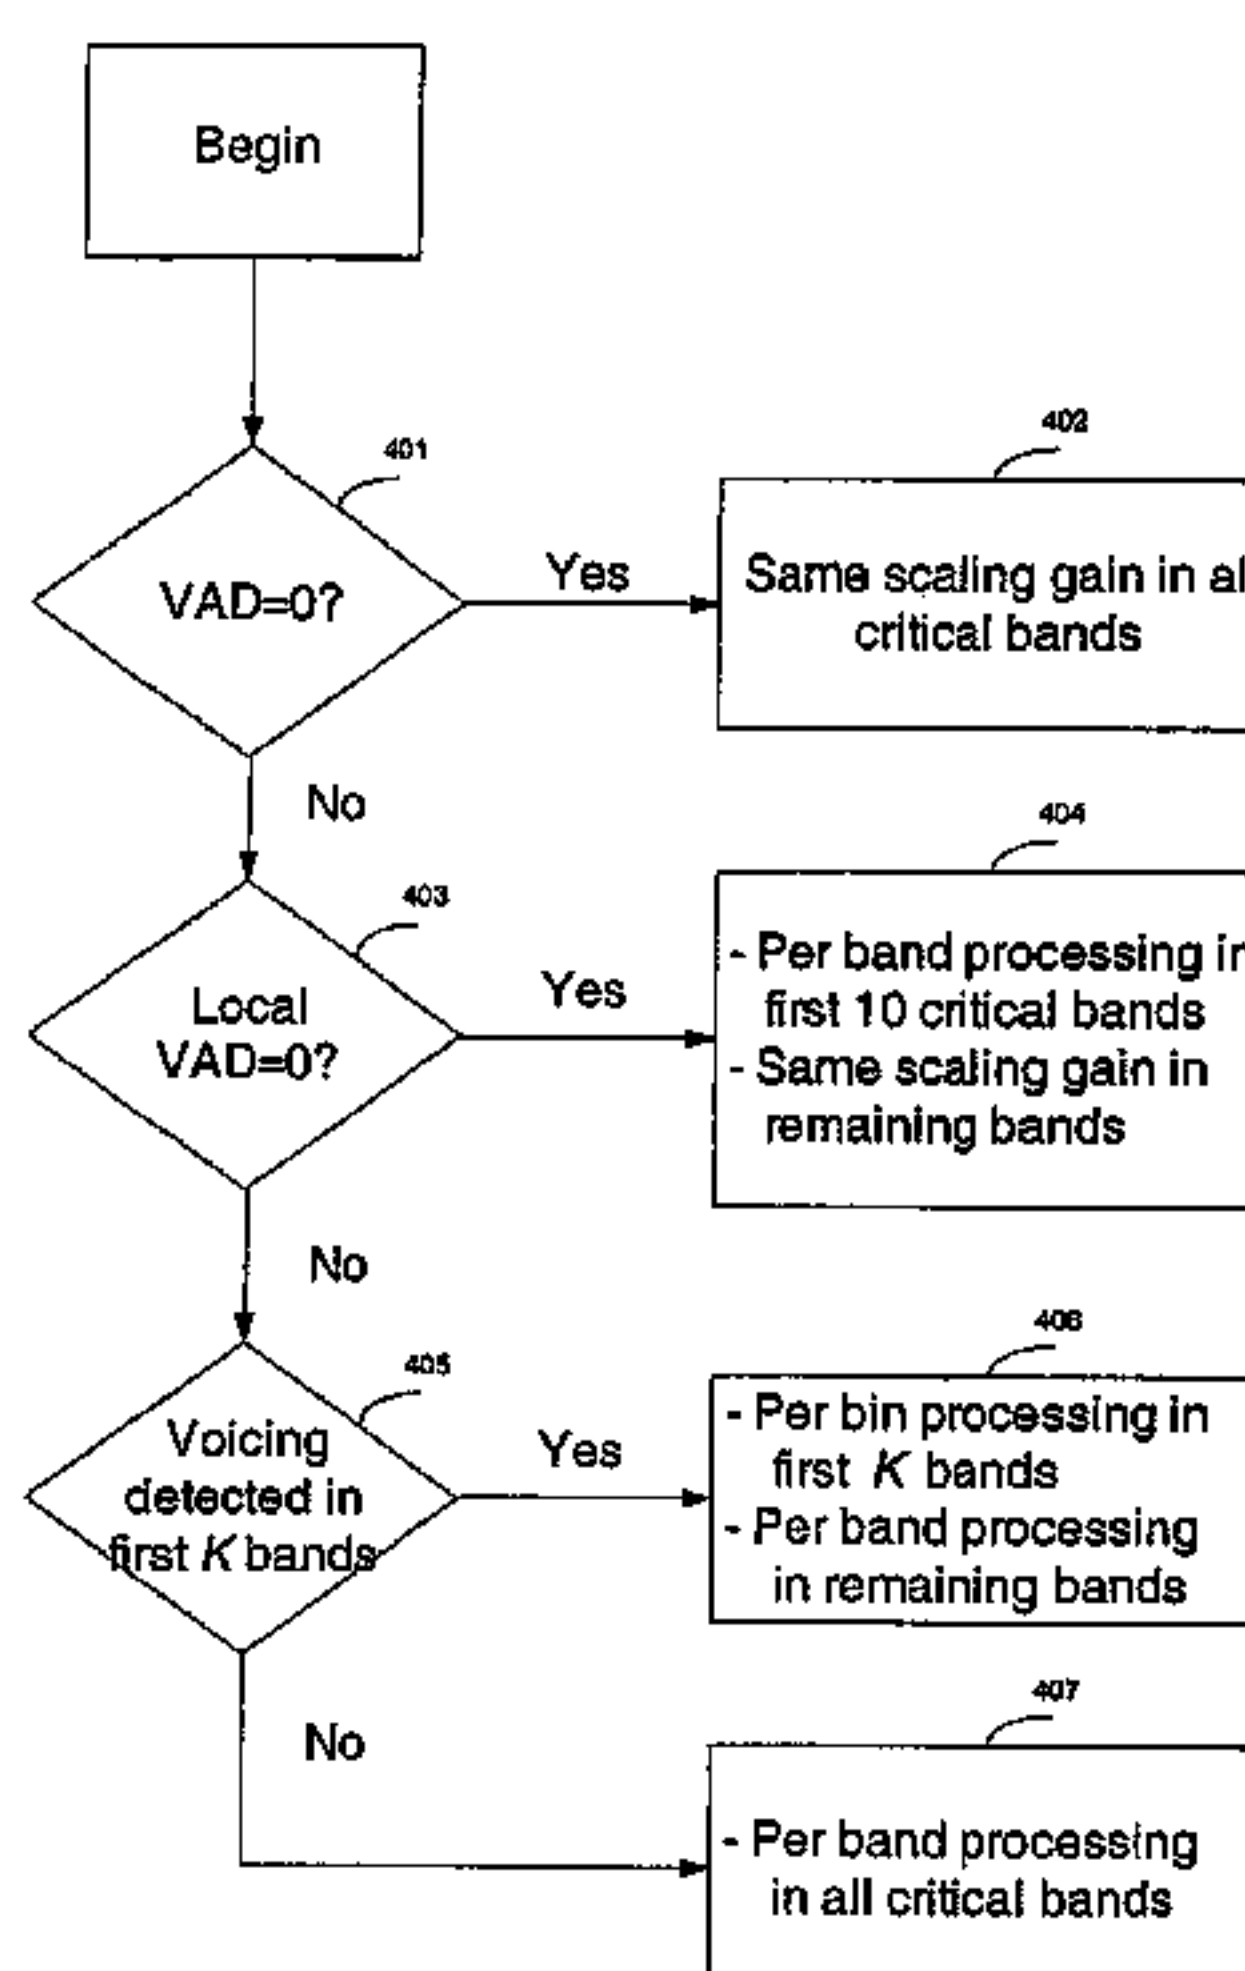 Begin
401
VAD=0?
Yes
402
Same scaling gain in al
critical bands
No
403
Local
VAD=0?
Yes
404
- Per band processing in
first 10 critical bands
- Same scaling gain in
remaining bands
No
405
Voicing
detected in
first K bands
Yes
406
- Per bin processing in
first K bands
- Per band processing
in remaining bands
No
407
- Per band processing
in all critical bands